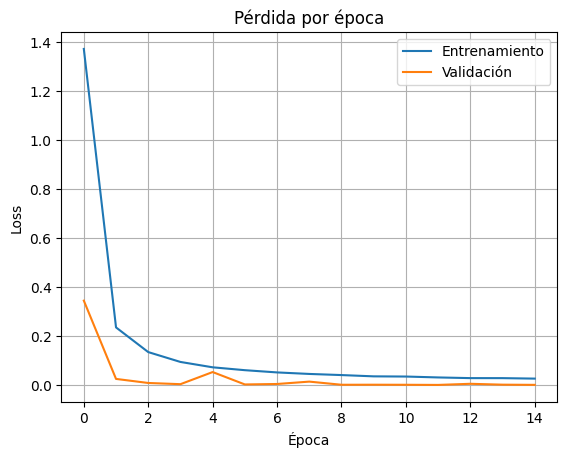 Pérdida por época
Entrenamiento
Validación
1.4
1.2
1.0
0.8
0.6
0.4
0.2
0.0
Loss
0 2 4 6 8 10 12 14
Época